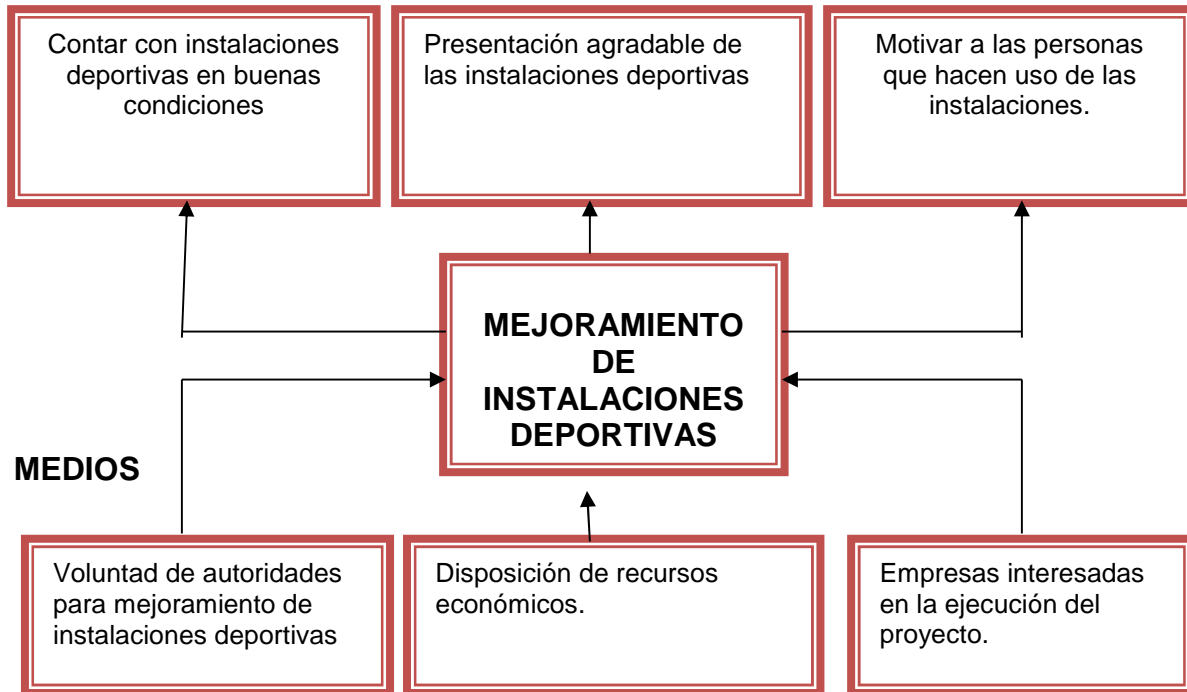 Contar con instalaciones
deportivas en buenas
condiciones
Presentación agradable de
las instalaciones deportivas
Motivar a las personas
que hacen uso de las
instalaciones.
MEJORAMIENTO
DE
INSTALACIONES
DEPORTIVAS
MEDIOS
Voluntad de autoridades
para mejoramiento de
instalaciones deportivas
Disposición de recursos
económicos.
Empresas interesadas
en la ejecución del
proyecto.